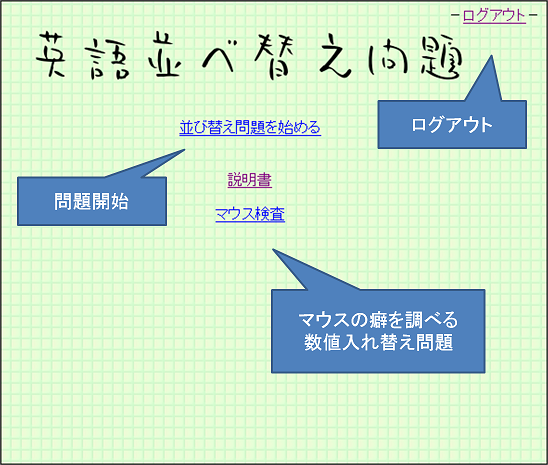 －ログアウト－
英語並べ替え問題
ログアウト
並び替え問題を始める
問題開始
説明書
マウス検査
マウスの癖を調べる
数値入れ替え問題